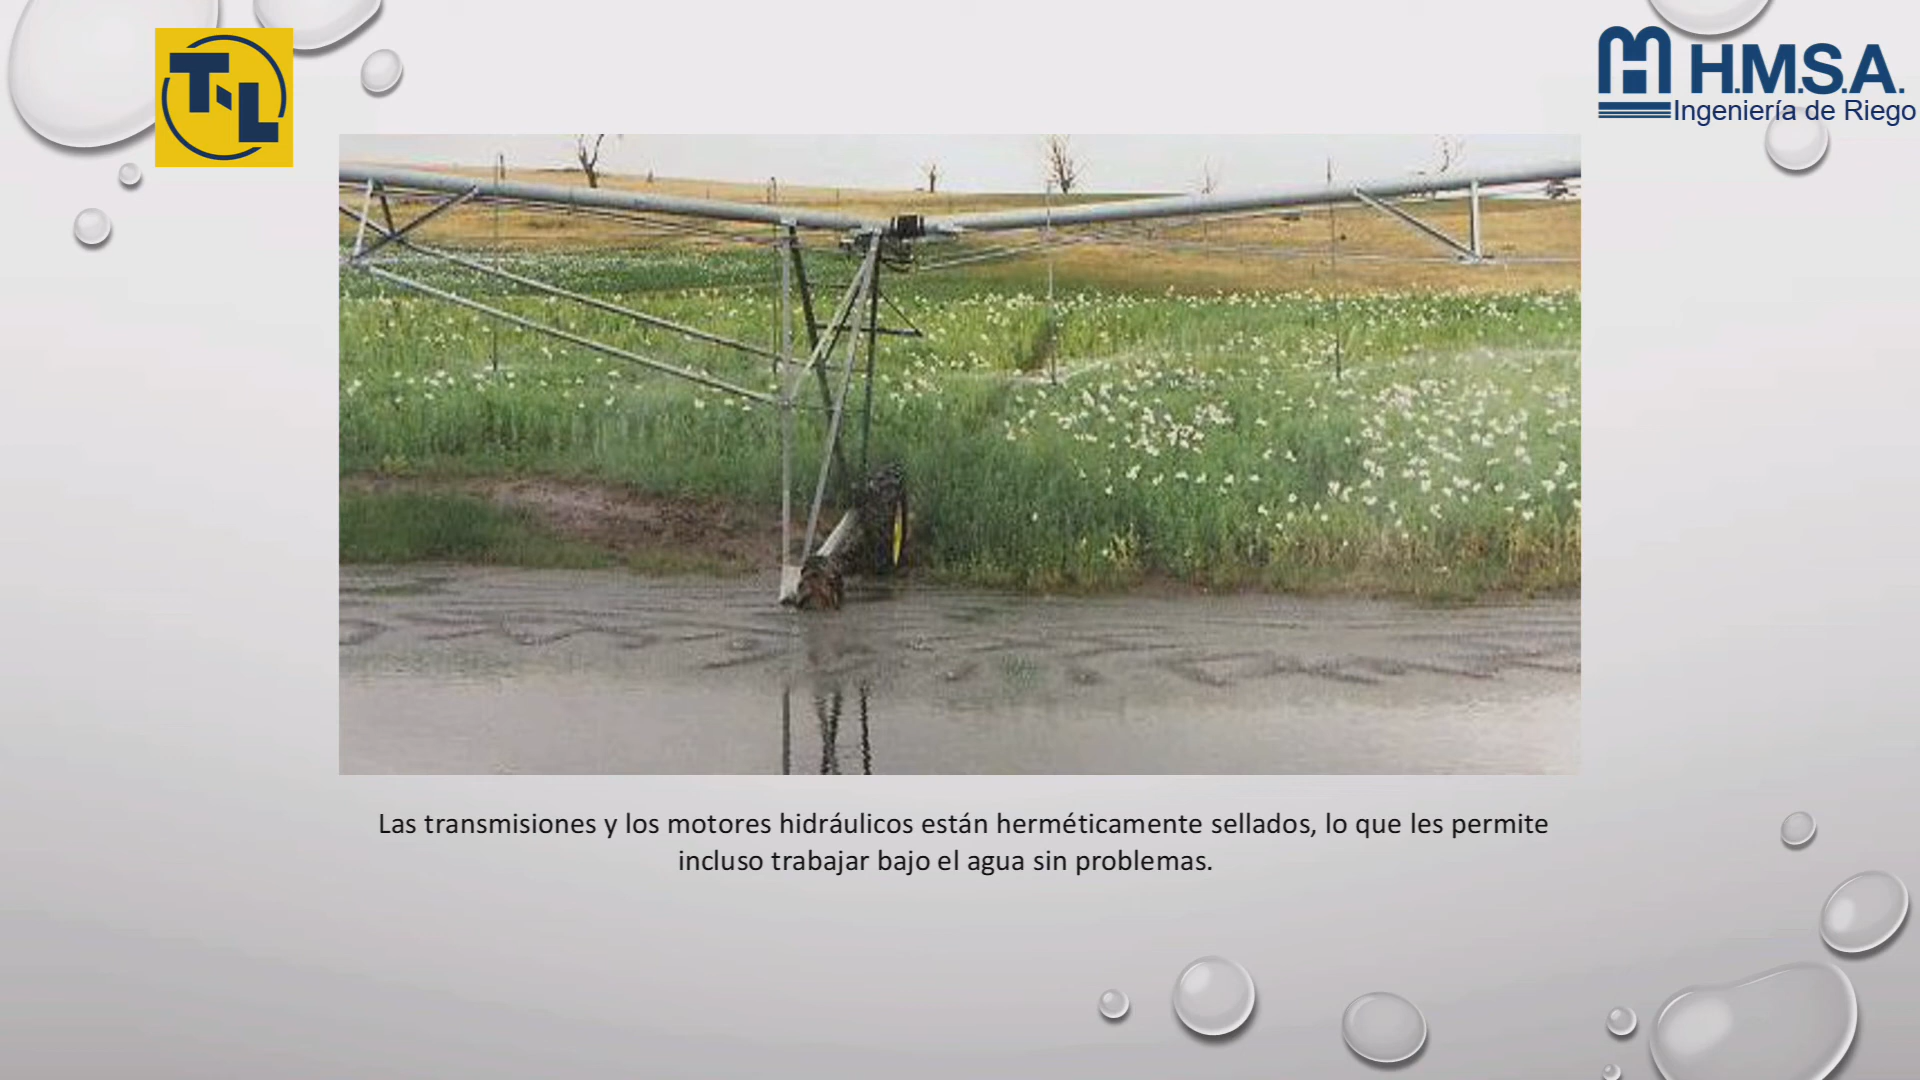 T-L
H.M.S.A.
Ingeniería de Riego
Las transmisiones y los motores hidráulicos están herméticamente sellados, lo que les permite
incluso trabajar bajo el agua sin problemas.